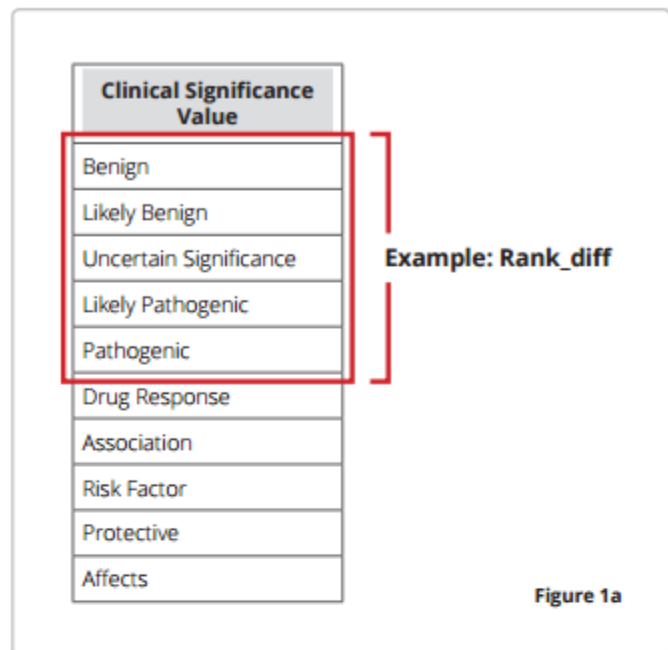 Clinical Significance
Value
Benign
Likely Benign
Uncertain Significance
Example: Rank_diff
Likely Pathogenic
Pathogenic
Drug Response
Association
Risk Factor
Protective
Affects
Figure 1a